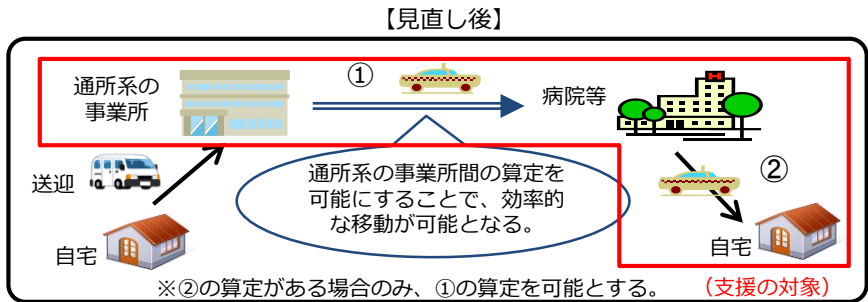 【見直し後】
通所系の
事業所
①
病院等
H
送迎
自宅
通所系の事業所間の算定を
可能にすることで、効率的
な移動が可能となる。
②
自宅
※②の算定がある場合のみ、①の算定を可能とする。
(支援の対象)